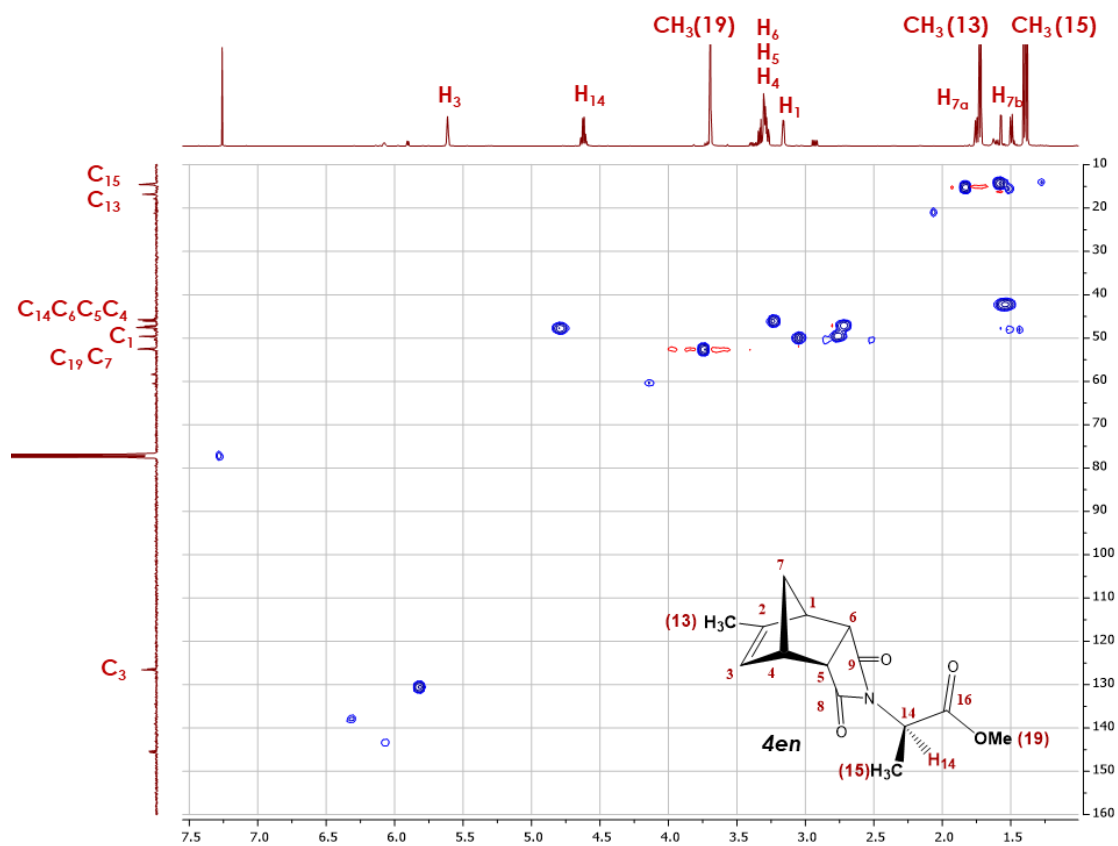 CH₃(19)
H₆
H₅
H₄
CH₃(13)
CH₃(15)
H₃
H₁₄
H₁
H₇ₐ
H₇b
C₁₅
C₁₃
C₁₄C₆C₅C₄
C₁
C₁₉ C₇
C₃
10
20
30
40
50
60
70
80
90
100
110
120
130
140
150
160
7
(13) H₃C
2
1
6
3
4
5
9
O
8
O
N
14
O
16
OMe (19)
H₁₄
(15)H₃C
4en
7.5
7.0
6.5
6.0
5.5
5.0
4.5
4.0
3.5
3.0
2.5
2.0
1.5